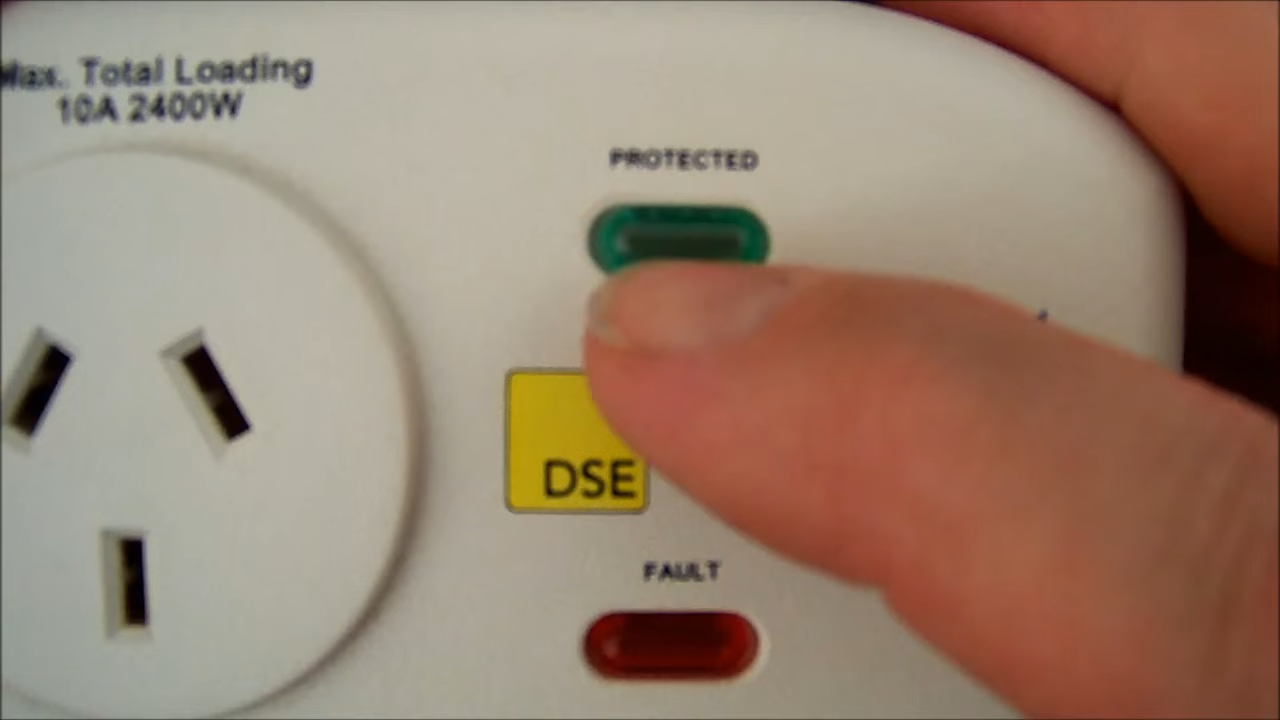 Max. Total Loading
10A 2400W
PROTECTED
DSE
FAULT